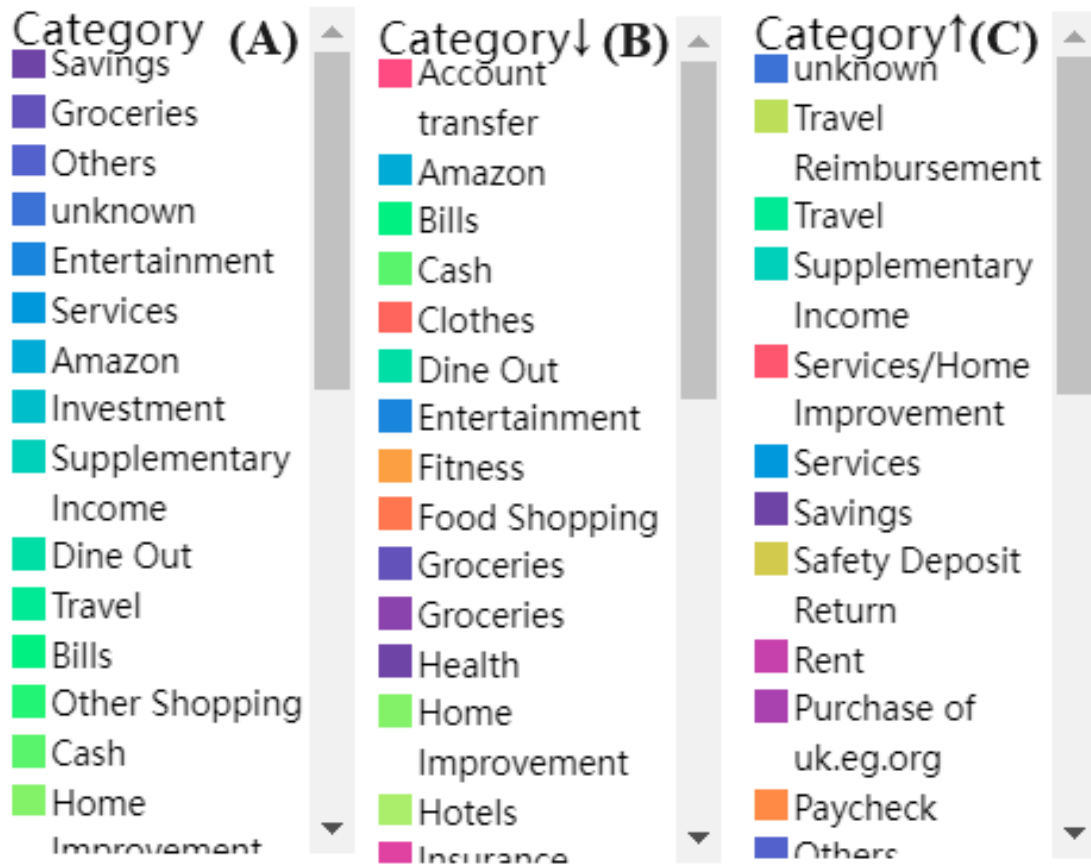 Category (A)
Savings
Groceries
Others
unknown
Entertainment
Services
Amazon
Investment
Supplementary
Income
Dine Out
Travel
Bills
Other Shopping
Cash
Home
Improvement
Category↓ (B)
Account
transfer
Amazon
Bills
Cash
Clothes
Dine Out
Entertainment
Fitness
Food Shopping
Groceries
Groceries
Health
Home
Improvement
Hotels
Insurance
Category↑ (C)
unknown
Travel
Reimbursement
Travel
Supplementary
Income
Services/Home
Improvement
Services
Savings
Safety Deposit
Return
Rent
Purchase of
uk.eg.org
Paycheck
Others